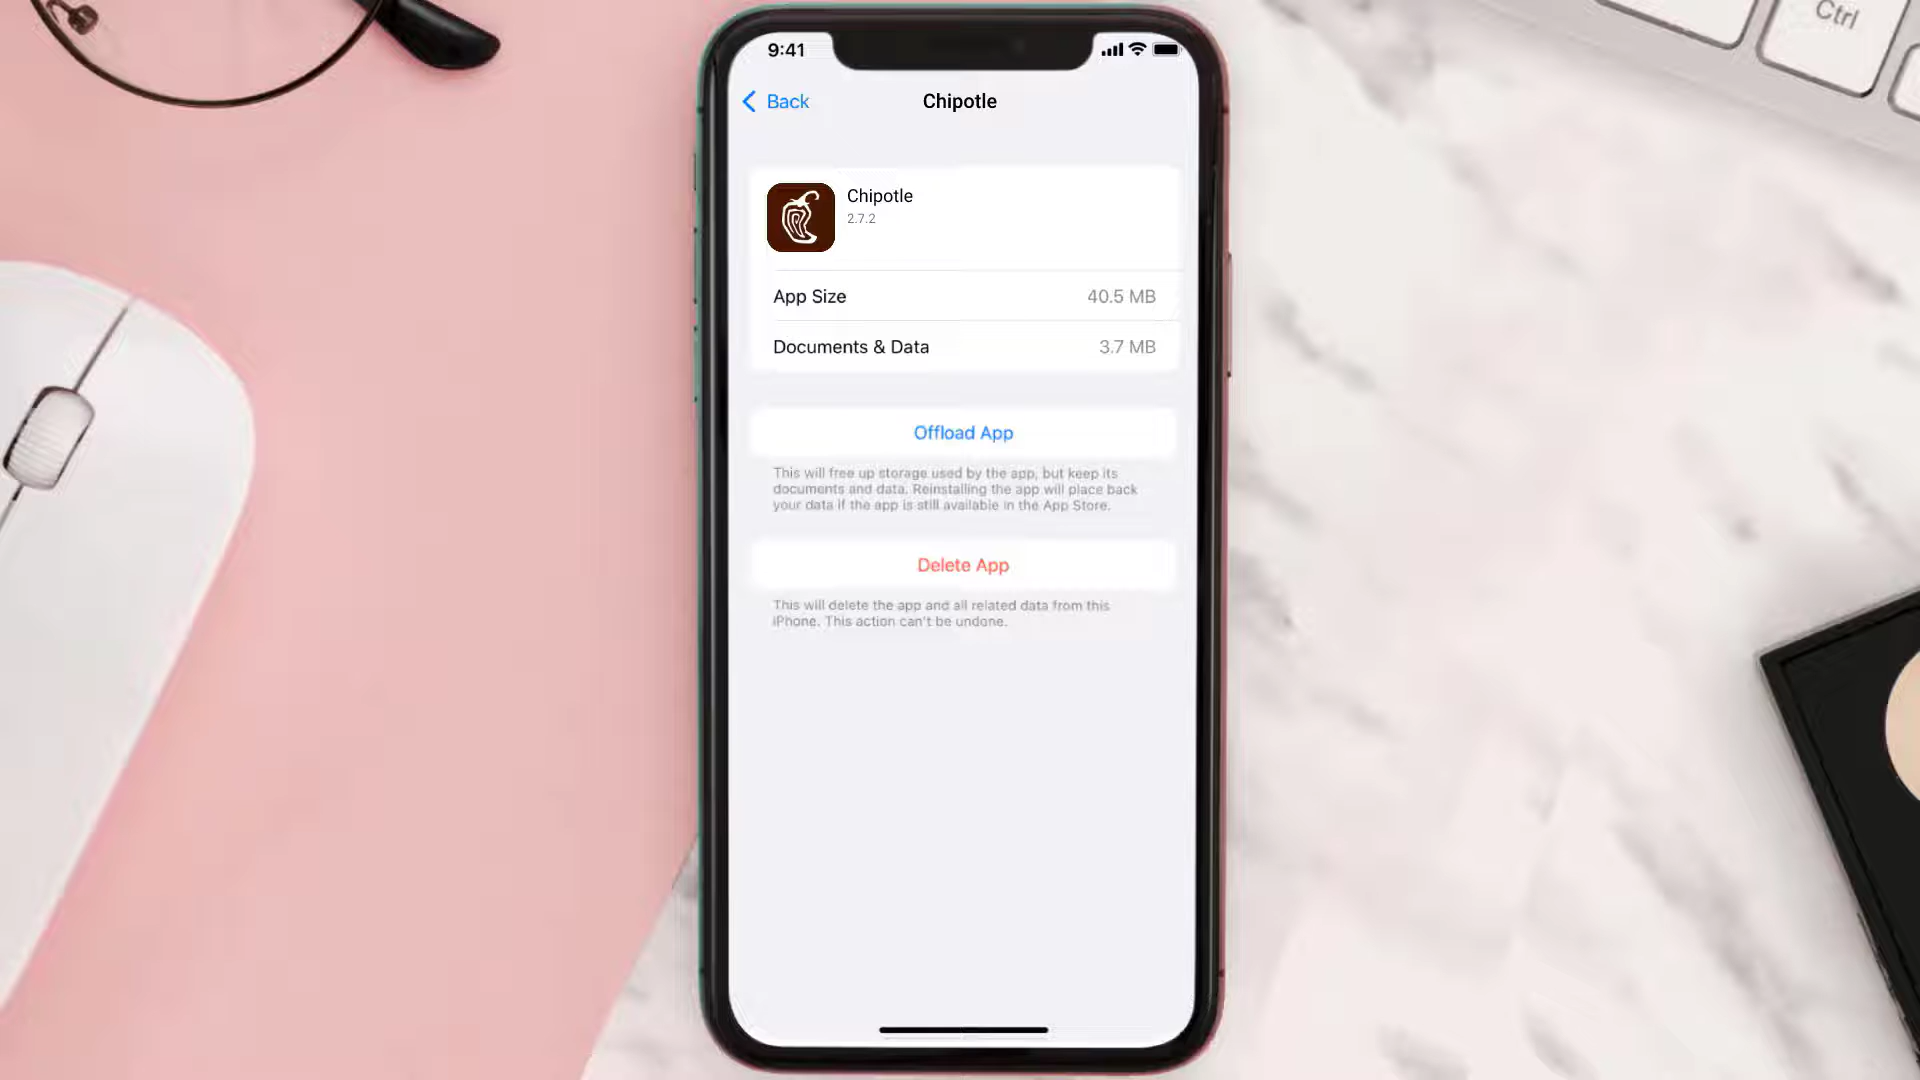 Ctrl
9:41
Back
Chipotle
Chipotle
2.7.2
App Size
40.5 MB
Documents & Data
3.7 MB
Offload App
This will free up storage used by the app, but keep its
documents and data. Reinstalling the app will place back
your data if the app is still available in the App Store.
Delete App
This will delete the app and all related data from this
iPhone. This action can't be undone.